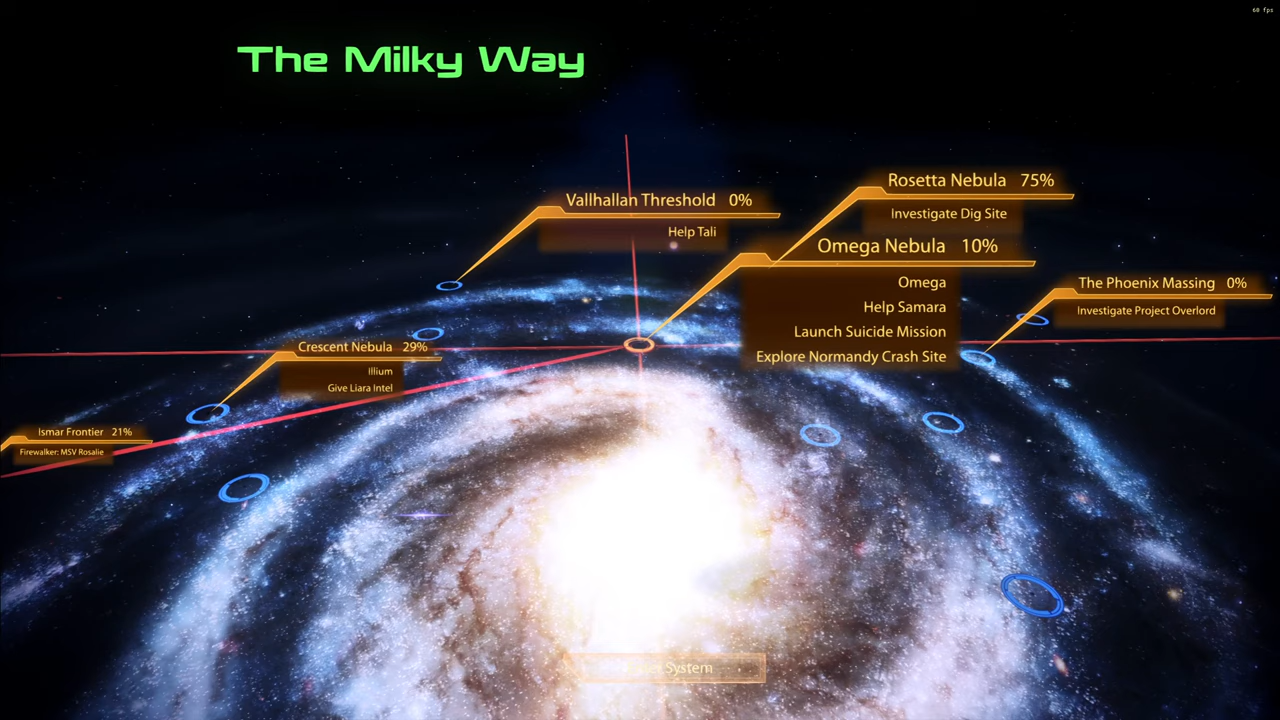 60 fps
The Milky Way
Rosetta Nebula 75%
Investigate Dig Site
Vallhallan Threshold 0%
Help Tali
Omega Nebula 10%
Omega
Help Samara
Launch Suicide Mission
Explore Normandy Crash Site
The Phoenix Massing 0%
Investigate Project Overlord
Crescent Nebula 29%
Illium
Give Liara Intel
Ismar Frontier 21%
Firewalker: MSV Rosalie
System